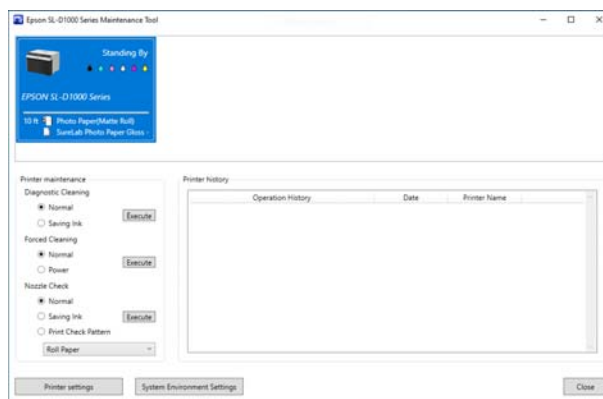 Epson SL-D1000 Series Maintenance Tool
Standing By
EPSON SL-D1000 Series
10 ft Photo Paper(Matte Roll)
SureLab Photo Paper Gloss -
Printer maintenance
Diagnostic Cleaning
Normal
Saving Ink
Execute
Forced Cleaning
Normal
Power
Execute
Nozzle Check
Normal
Saving Ink
Execute
Print Check Pattern
Roll Paper
Printer history
Operation History Date Printer Name
Printer settings System Environment Settings Close